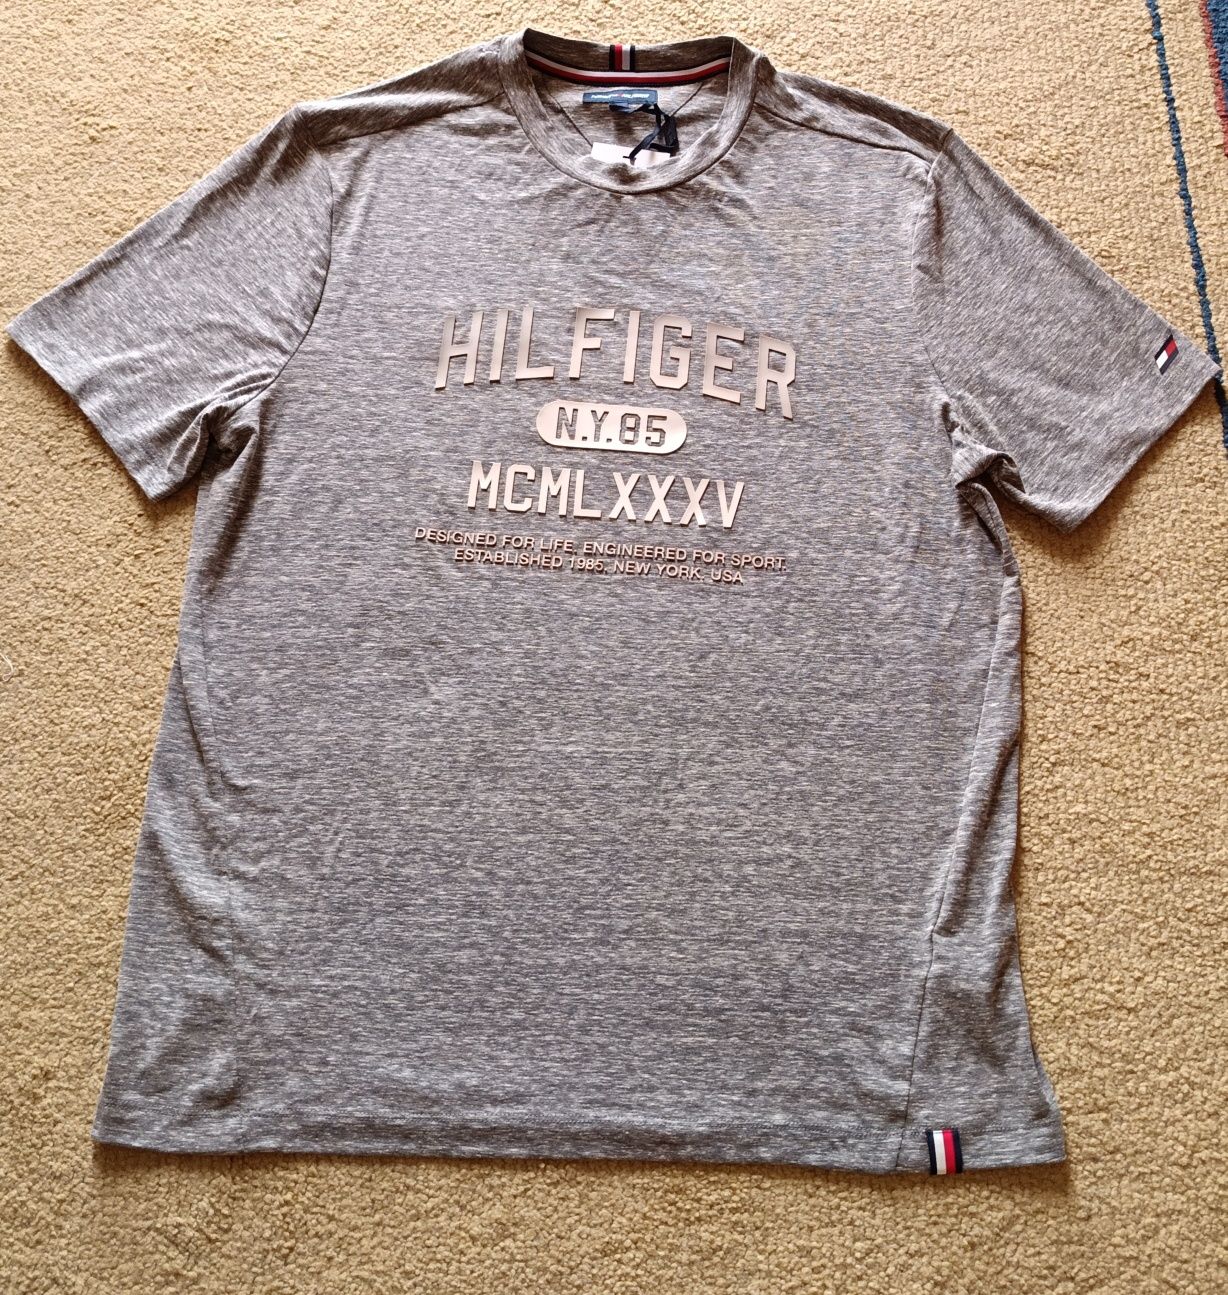 HILFIGER
N.Y.85
MCMLXXXV
DESIGNED FOR LIFE, ENGINEERED FOR SPORT.
ESTABLISHED 1985, NEW YORK, USA